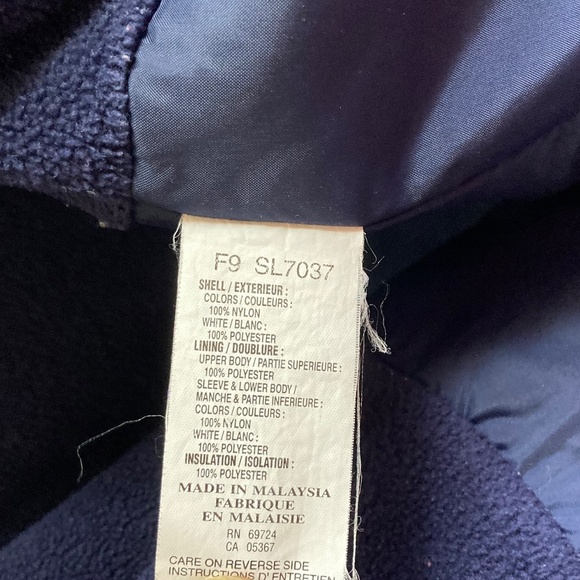 F9 SL7037
SHELL / EXTERIEUR :
COLORS / COULEURS :
100% NYLON
WHITE / BLANC :
100% POLYESTER
LINING / DOUBLURE :
UPPER BODY / PARTIE SUPERIEURE :
100% POLYESTER
SLEEVE & LOWER BODY /
MANCHE & PARTIE INFERIEURE :
COLORS / COULEUR :
100% NYLON
WHITE / BLANC :
100% POLYESTER
INSULATION / ISOLATION :
100% POLYESTER
MADE IN MALAYSIA
FABRIQUE
EN MALAISIE
RN 69724
CA 05367
CARE ON REVERSE SIDE
INSTRUCTIONS D'ENTRETIEN